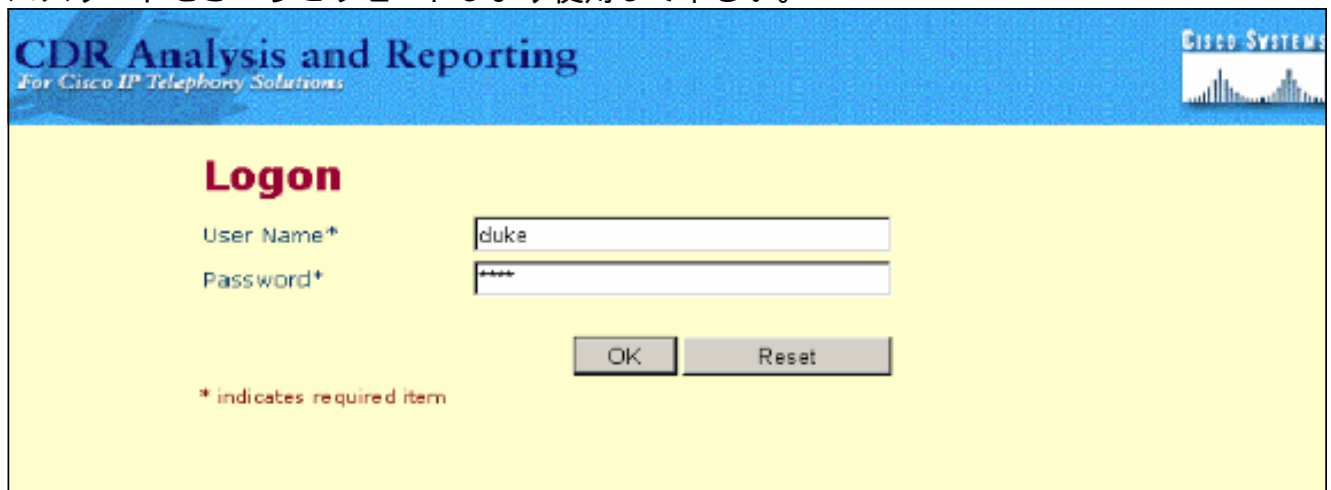 CDR Analysis and Reporting
For Cisco IP Telephony Solutions
CISCO SYSTEMS
Logon
User Name*
duke
Password*
****
OK
Reset
* indicates required item